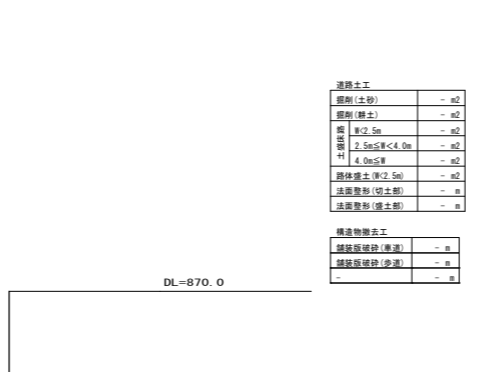 道路土工
掘削(土砂) - m2
掘削(耕土) - m2
路床盛土 W<2.5m - m2
2.5m≦W<4.0m - m2
4.0m≦W - m2
路体盛土(W<2.5m) - m2
法面整形(切土部) - m
法面整形(盛土部) - m
構造物撤去工
舗装版破砕(車道) - m
舗装版破砕(歩道) - m
- - m
DL=870.0